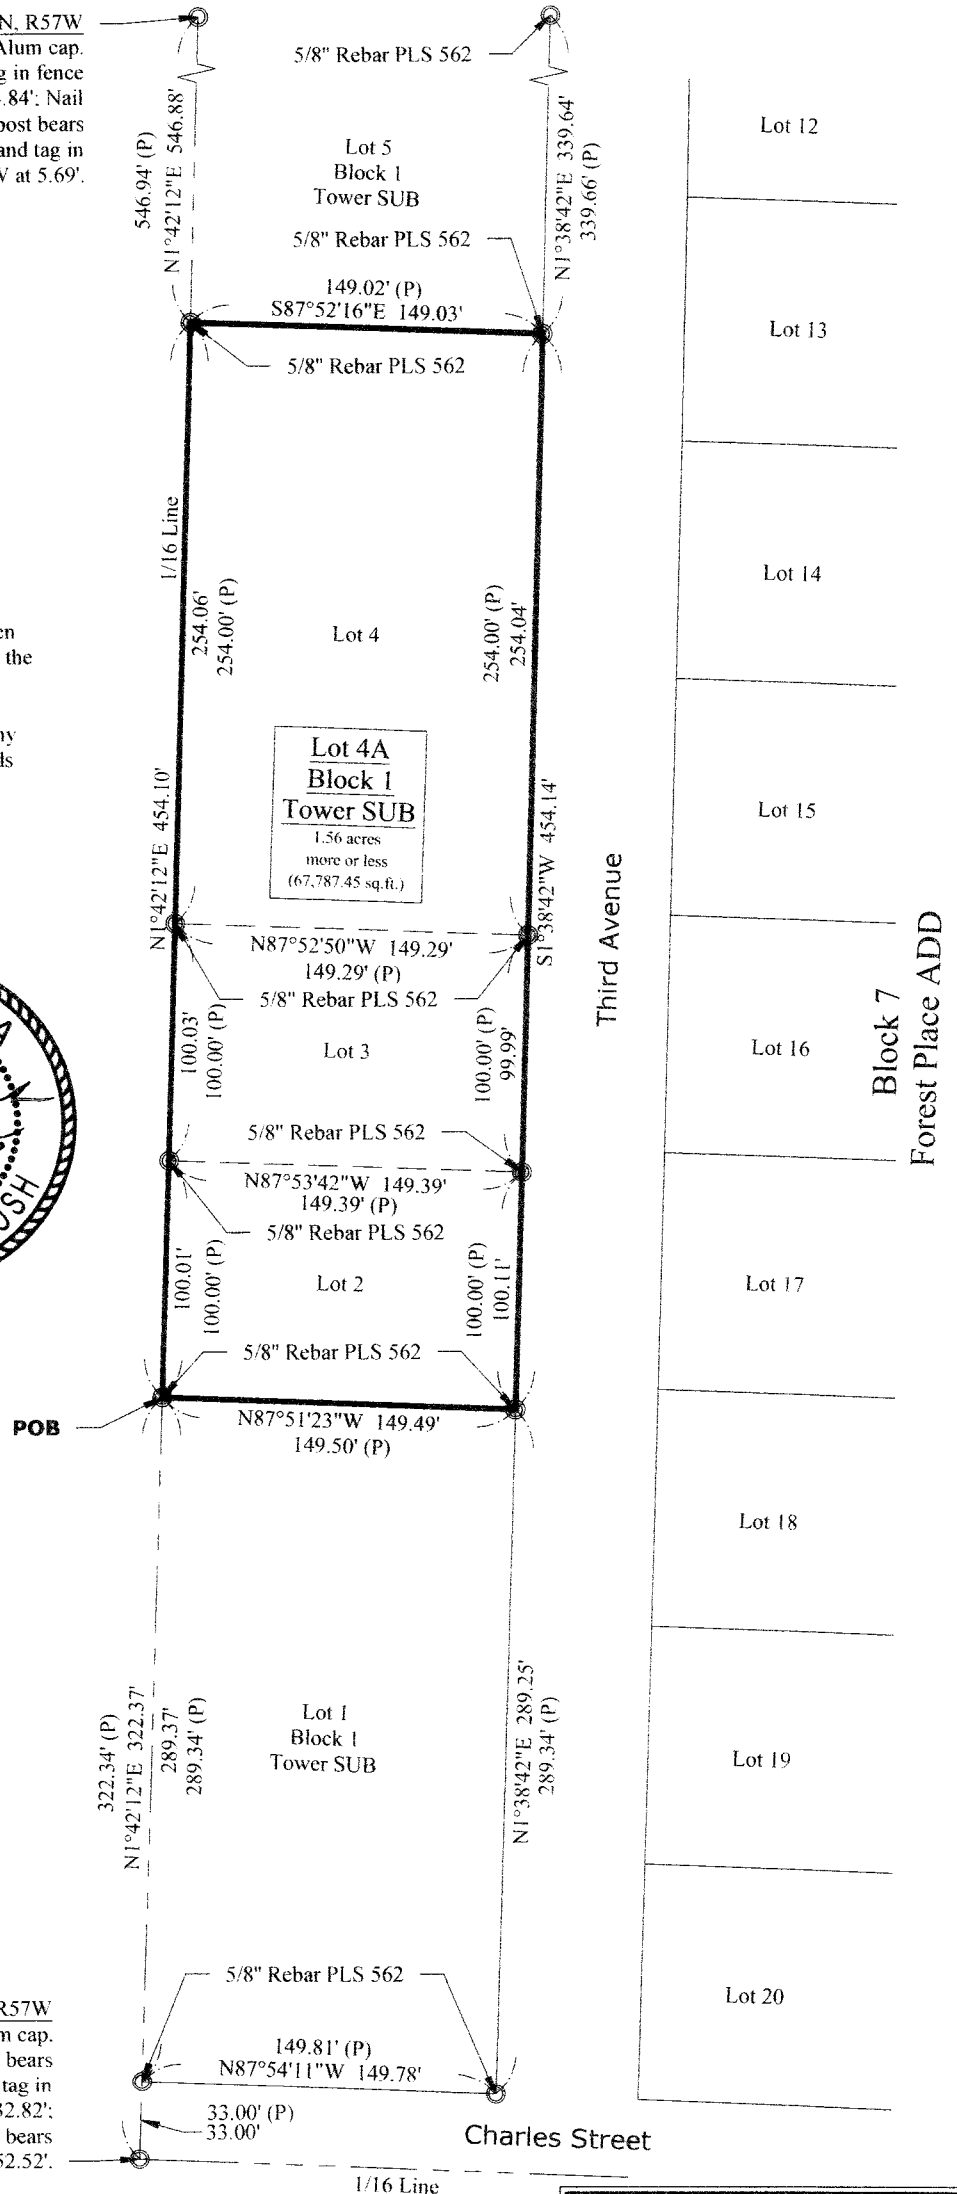 N, R57W
Alum cap.
g in fence
.84'; Nail
post bears
and tag in
W at 5.69'.
5/8" Rebar PLS 562
546.94' (P)
N1°42'12"E 546.88'
Lot 5
Block 1
Tower SUB
N1°38'42"E 339.64'
339.66' (P)
5/8" Rebar PLS 562
149.02' (P)
S87°52'16"E 149.03'
5/8" Rebar PLS 562
Lot 12
Lot 13
Lot 14
Lot 15
Lot 16
Lot 17
Lot 18
Lot 19
Lot 20
1/16 Line
254.06'
254.00' (P)
Lot 4
254.00' (P)
254.04'
en
the
ny
ds
Lot 4A
Block 1
Tower SUB
1.56 acres
more or less
(67,787.45 sq.ft.)
N1°42'12"E 454.10'
S1°38'42"W 454.14'
Third Avenue
Block 7
Forest Place ADD
N87°52'50"W 149.29'
149.29' (P)
5/8" Rebar PLS 562
100.03'
100.00' (P)
Lot 3
100.00' (P)
99.99'
5/8" Rebar PLS 562
N87°53'42"W 149.39'
149.39' (P)
5/8" Rebar PLS 562
100.01'
100.00' (P)
Lot 2
100.00' (P)
100.11'
5/8" Rebar PLS 562
POB
N87°51'23"W 149.49'
149.50' (P)
322.34' (P)
N1°42'12"E 322.37'
289.37'
289.34' (P)
Lot 1
Block 1
Tower SUB
N1°38'42"E 289.25'
289.34' (P)
5/8" Rebar PLS 562
149.81' (P)
N87°54'11"W 149.78'
R57W
m cap.
bears
tag in
32.82';
bears
52.52'.
33.00' (P)
33.00'
Charles Street
1/16 Line